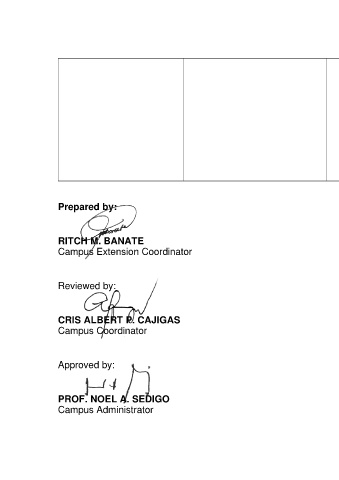 Prepared by:
RITCH M. BANATE
Campus Extension Coordinator
Reviewed by:
CRIS ALBERT P. CAJIGAS
Campus Coordinator
Approved by:
PROF. NOEL A. SEDIGO
Campus Administrator